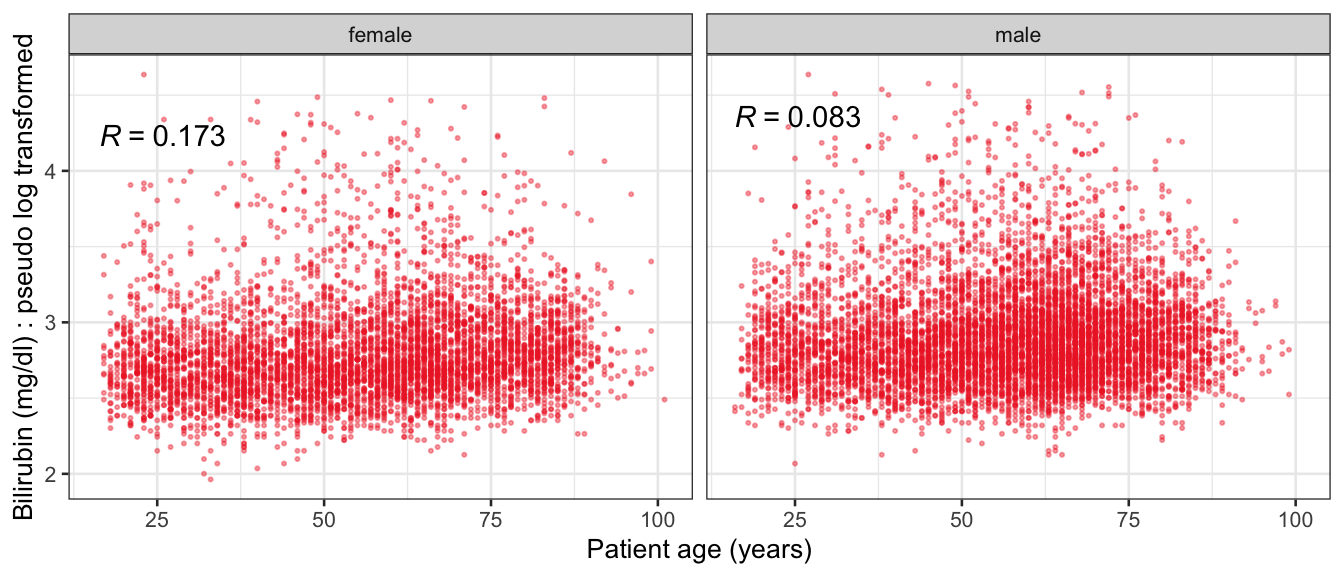 female
male
Bilirubin (mg/dl) : pseudo log transformed
R = 0.173
R = 0.083
4
3
2
25 50 75 100
25 50 75 100
Patient age (years)